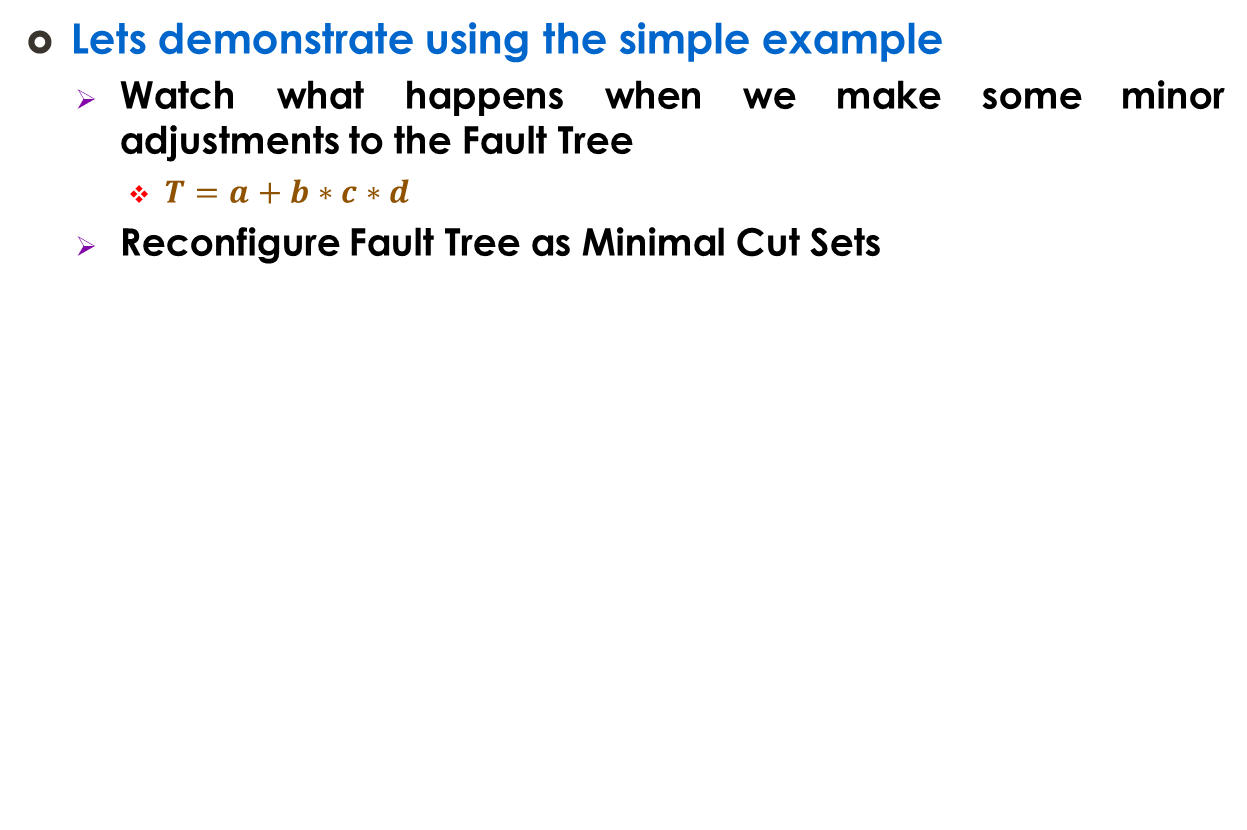 Lets demonstrate using the simple example
Watch what happens when we make some minor
adjustments to the Fault Tree
T = a + b ∗ c ∗ d
Reconfigure Fault Tree as Minimal Cut Sets